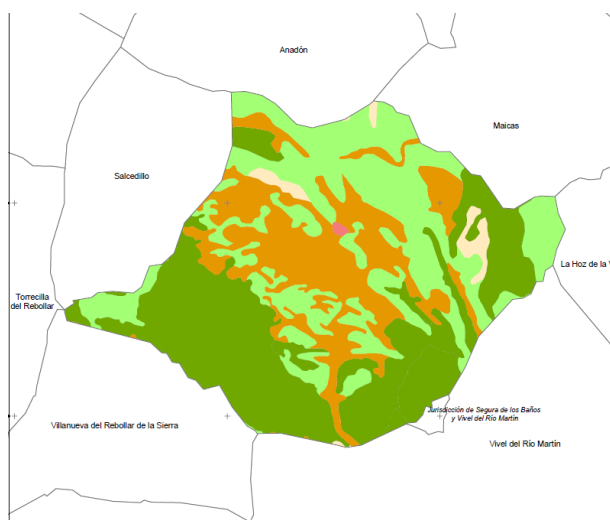 Anadón
Maicas
Salcedillo
La Hoz de la V
Torrecilla
del Rebollar
Jurisdicción de Segura de los Baños
y Vivel del Río Martín
Villanueva del Rebollar de la Sierra
Vivel del Río Martín